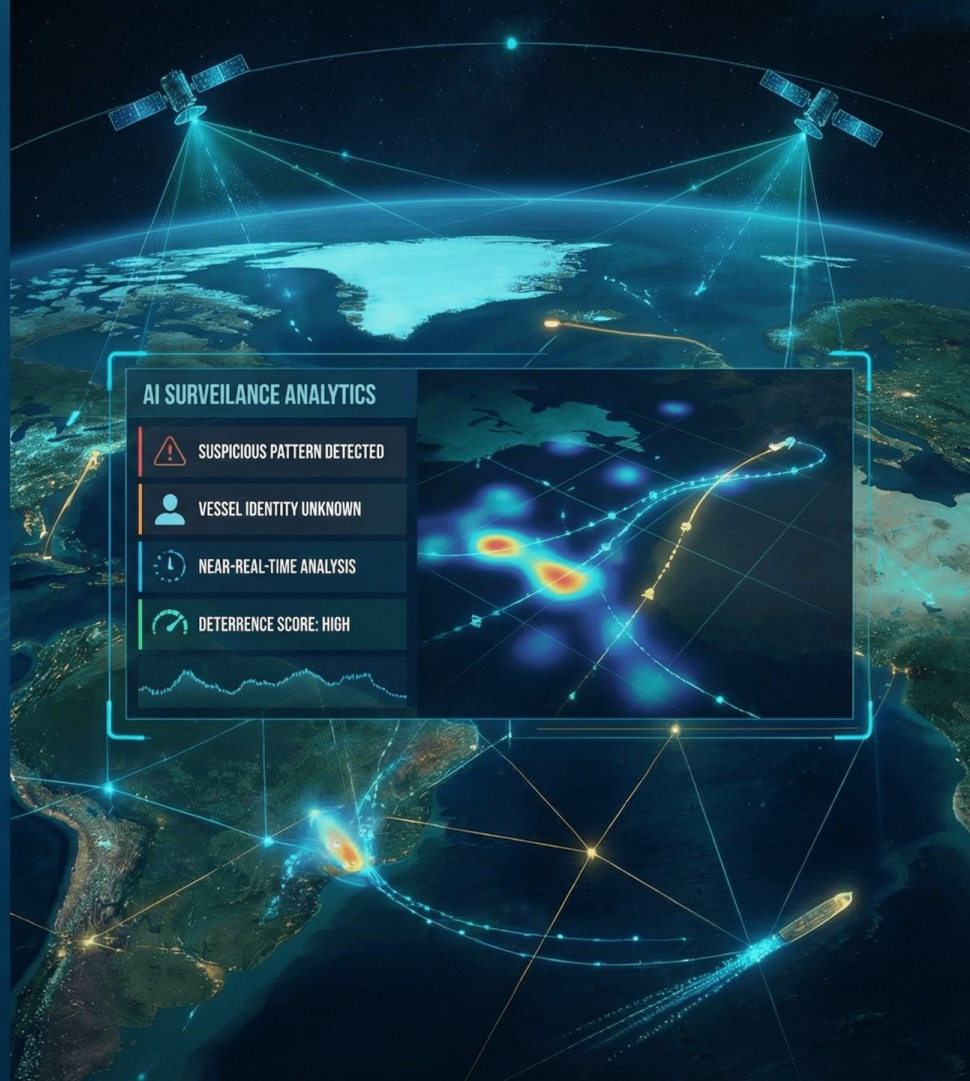 AI SURVEILANCE ANALYTICS
SUSPICIOUS PATTERN DETECTED
VESSEL IDENTITY UNKNOWN
NEAR-REAL-TIME ANALYSIS
DETERRENCE SCORE: HIGH